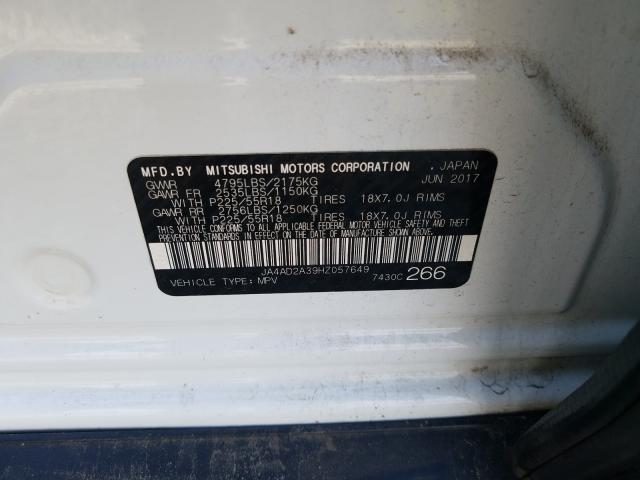 MFD.BY MITSUBISHI MOTORS CORPORATION . JAPAN
GVWR 4795LBS/2175KG JUN 2017
GAWR FR 2535LBS/1150KG
WITH P225/55R18 TIRES 18X7.0J RIMS
GAWR RR 2756LBS/1250KG
WITH P225/55R18 TIRES 18X7.0J RIMS
THIS VEHICLE CONFORMS TO ALL APPLICABLE FEDERAL MOTOR VEHICLE SAFETY AND THEFT
PREVENTION STANDARDS IN EFFECT ON THE DATE OF MANUFACTURE SHOWN ABOVE.
JA4AD2A39HZ057649
VEHICLE TYPE: MPV 7430C 266